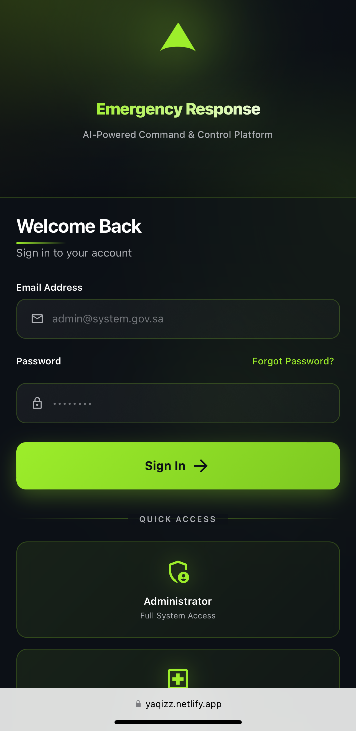 Emergency Response
AI-Powered Command & Control Platform
Welcome Back
Sign in to your account
Email Address
admin@system.gov.sa
Password
Forgot Password?
••••••••
Sign In →
QUICK ACCESS
Administrator
Full System Access
yaqizz.netlify.app